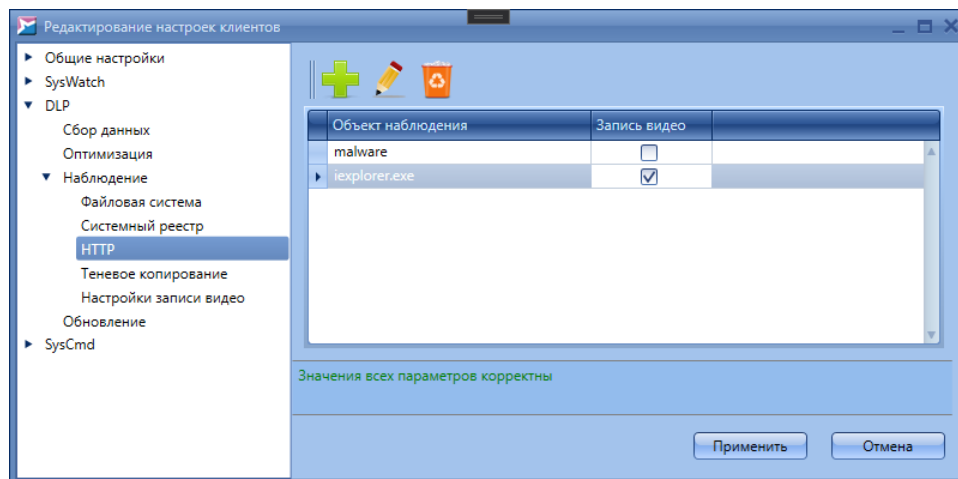 Редактирование настроек клиентов
Общие настройки
SysWatch
DLP
Сбор данных
Оптимизация
Наблюдение
Файловая система
Системный реестр
HTTP
Теневое копирование
Настройки записи видео
Обновление
SysCmd
Объект наблюдения Запись видео
malware
iexplorer.exe
Значения всех параметров корректны
Применить Отмена